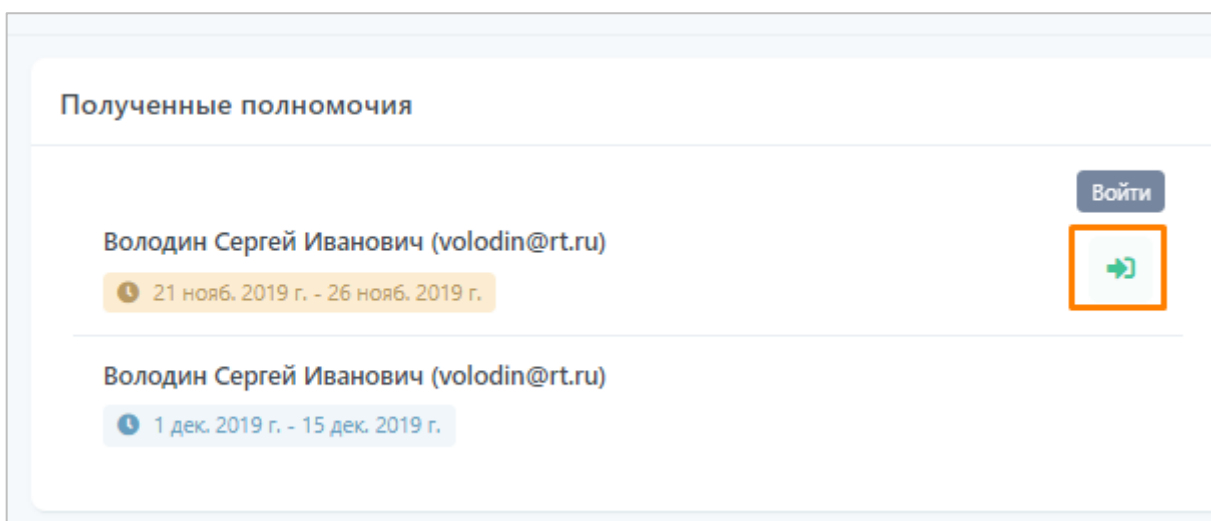 Полученные полномочия
Войти
Володин Сергей Иванович (volodin@rt.ru)
21 нояб. 2019 г. - 26 нояб. 2019 г.
Володин Сергей Иванович (volodin@rt.ru)
1 дек. 2019 г. - 15 дек. 2019 г.